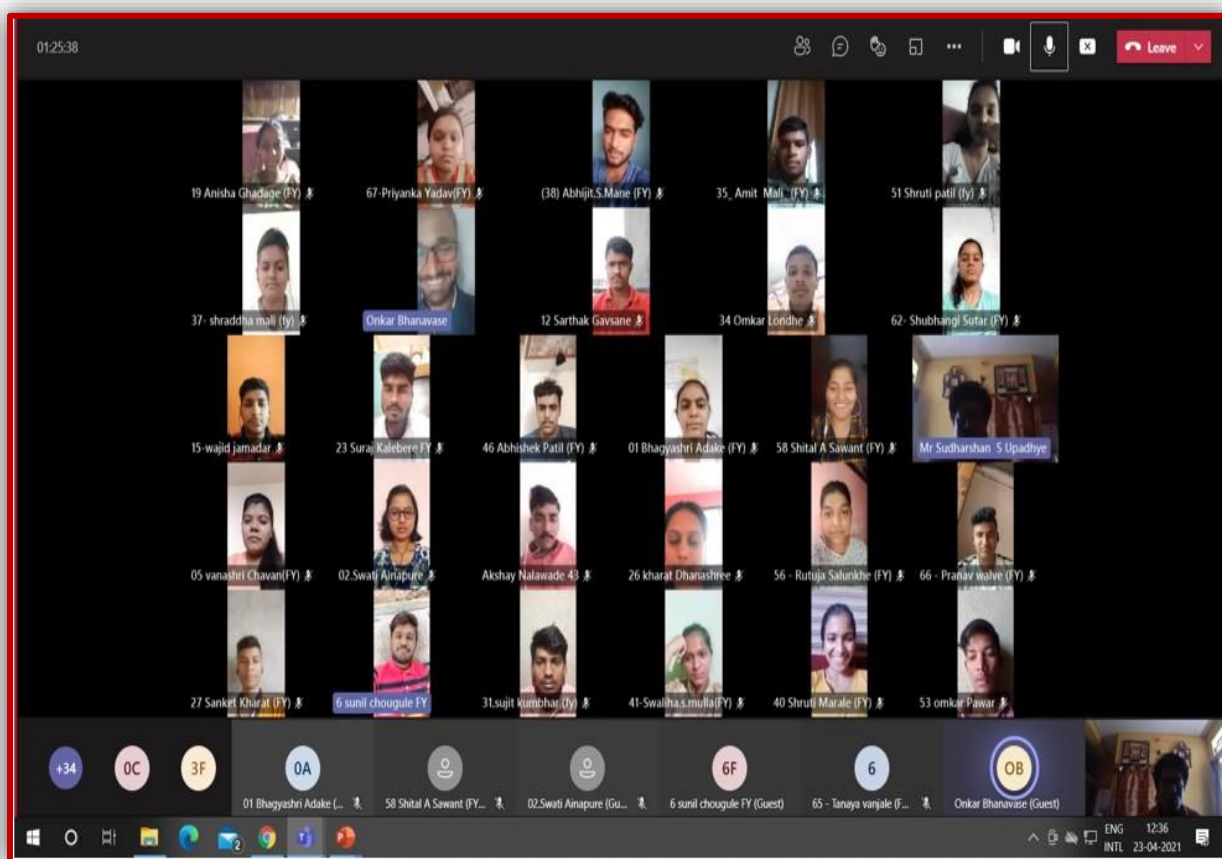 01:25:38
Leave
19 Anisha Ghadage (FY)
67-Priyanka Yadav(FY)
(38) Abhijit.S.Mane (FY)
35_ Amit Mali_ (FY)
51 Shruti patil (fy)
37- shraddha mali (fy)
Onkar Bhanavase
12 Sarthak Gavsane
34 Omkar Londhe
62- Shubhangi Sutar (FY)
15-wajid jamadar
23 Suraj Kalebere FY
46 Abhishek Patil (FY)
01 Bhagyashri Adake (FY)
58 Shital A Sawant (FY)
Mr Sudharshan S Upadhye
05 vanashri Chavan(FY)
02.Swati Ainapure
Akshay Nalawade 43
26 kharat Dhanashree
56 - Rutuja Salunkhe (FY)
66 - Pranav walve (FY)
27 Sanket Kharat (FY)
6 sunil chougule FY
31.sujit kumbhar (fy)
41-Swaliha.s.mulla(FY)
40 Shruti Marale (FY)
53 omkar Pawar
+34
0C
3F
0A
6F
6
OB
01 Bhagyashri Adake (...
58 Shital A Sawant (FY...
02.Swati Ainapure (Gu...
6 sunil chougule FY (Guest)
65 - Tanaya vanjale (F...
Onkar Bhanavase (Guest)
2
ENG
INTL
12:36
23-04-2021